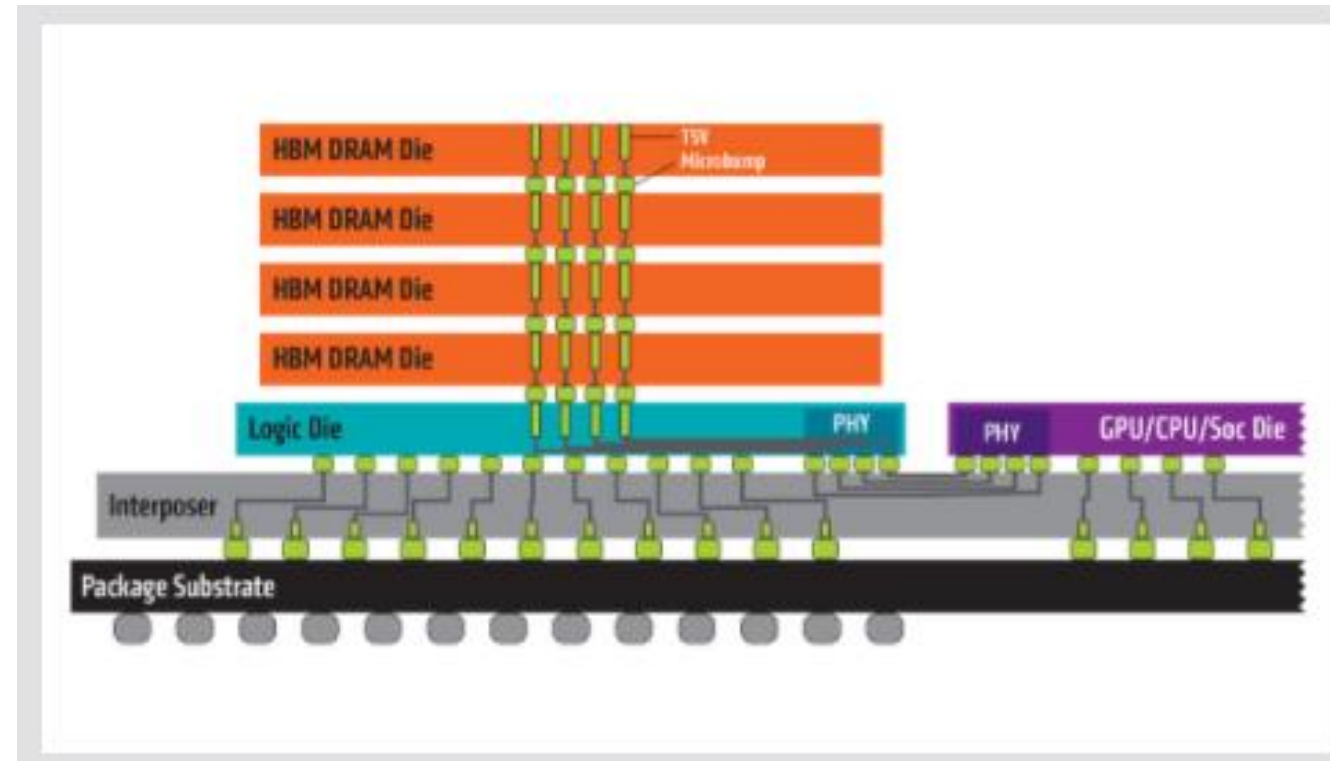 HBM DRAM Die
TSV
Microbump
HBM DRAM Die
HBM DRAM Die
HBM DRAM Die
Logic Die
PHY
PHY
GPU/CPU/Soc Die
Interposer
Package Substrate